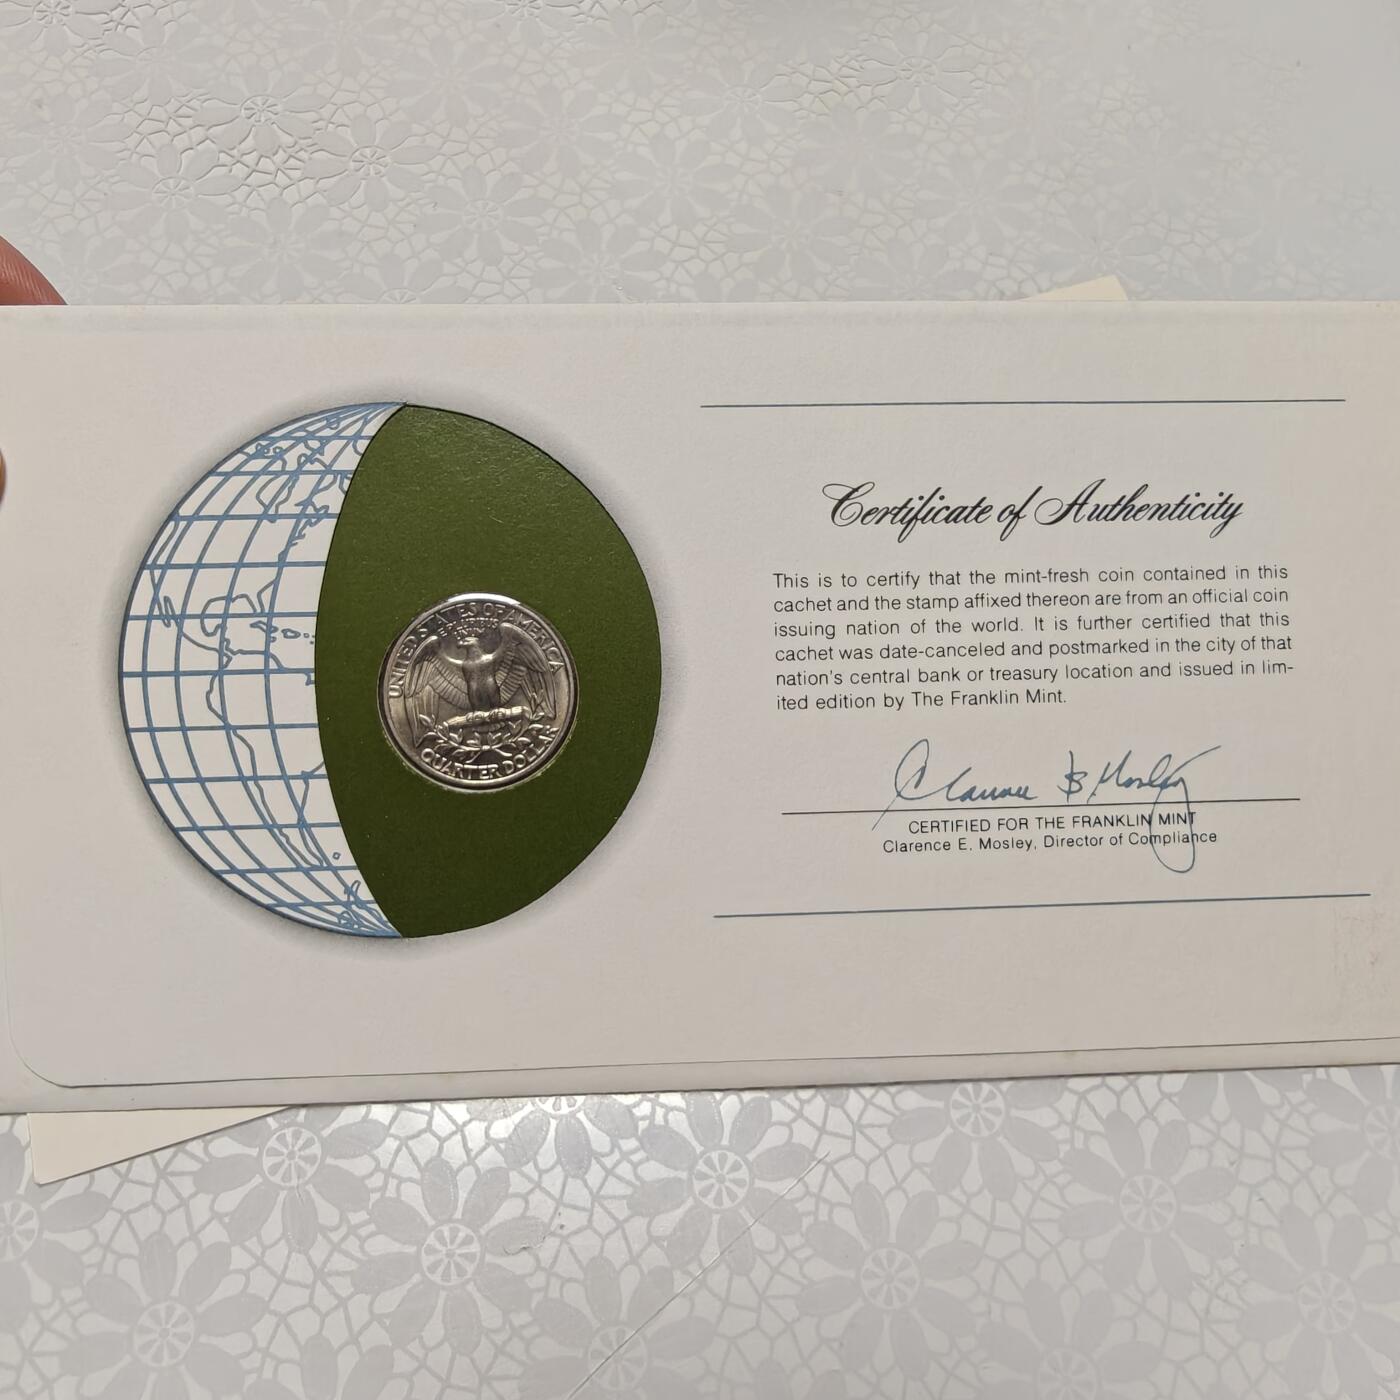 UNITED STATES OF AMERICA
E PLURIBUS
UNUM
QUARTER DOLLAR
Certificate of Authenticity
This is to certify that the mint-fresh coin contained in this
cachet and the stamp affixed thereon are from an official coin
issuing nation of the world. It is further certified that this
cachet was date-canceled and postmarked in the city of that
nation's central bank or treasury location and issued in lim-
ited edition by The Franklin Mint.
Clarence E Mosley
CERTIFIED FOR THE FRANKLIN MINT
Clarence E. Mosley, Director of Compliance